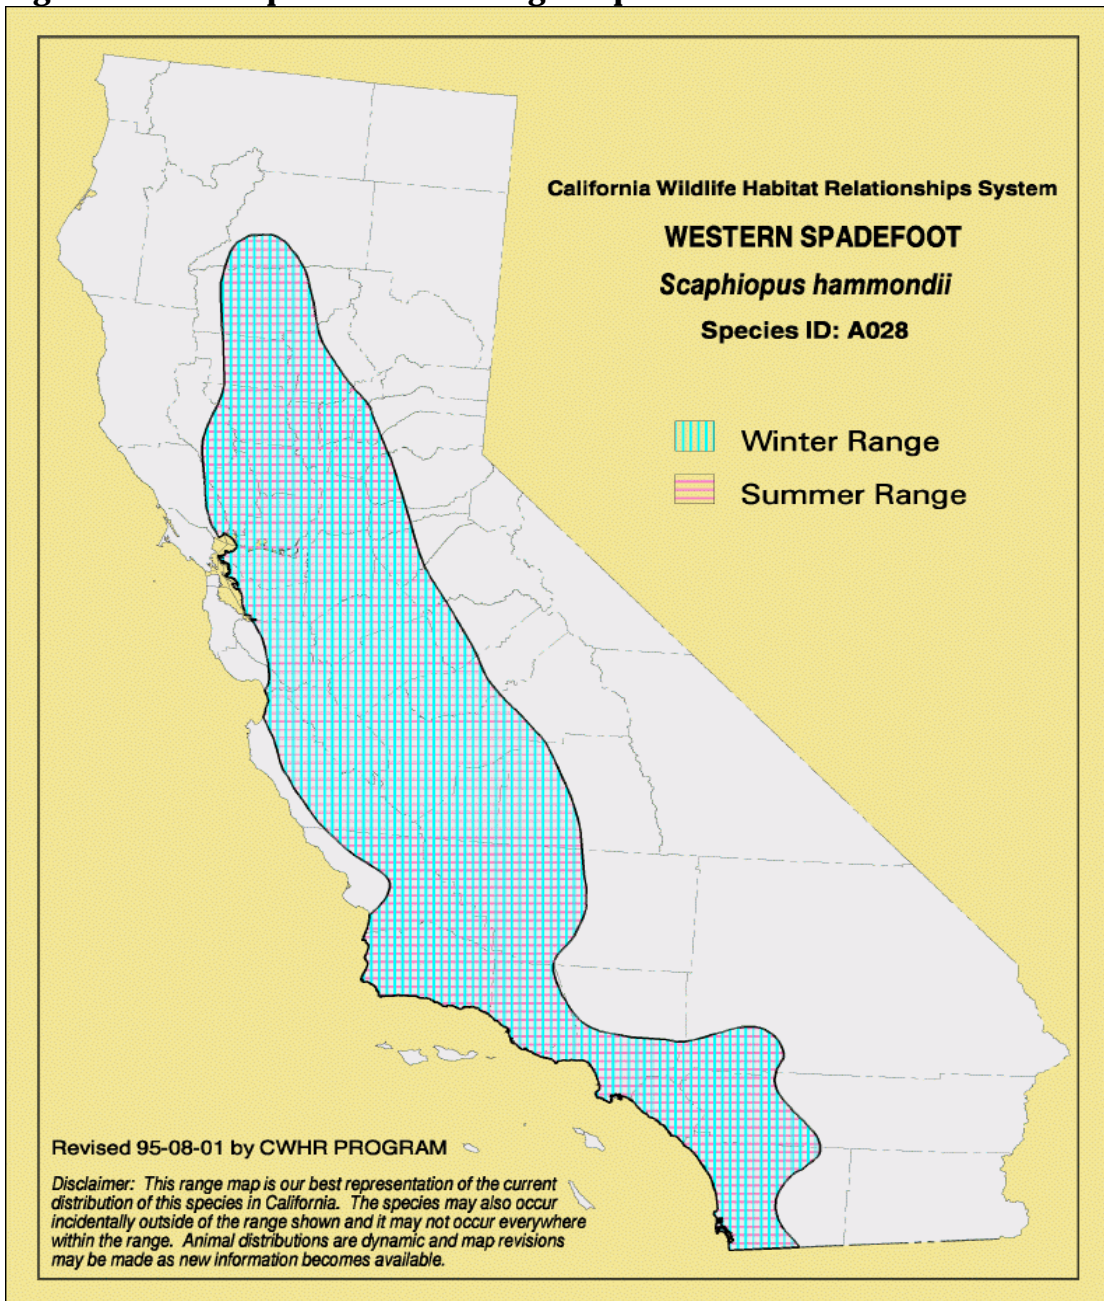 California Wildlife Habitat Relationships System
WESTERN SPADEFOOT
Scaphiopus hammondii
Species ID: A028
Winter Range
Summer Range
Revised 95-08-01 by CWHR PROGRAM
Disclaimer: This range map is our best representation of the current
distribution of this species in California. The species may also occur
incidentally outside of the range shown and it may not occur everywhere
within the range. Animal distributions are dynamic and map revisions
may be made as new information becomes available.